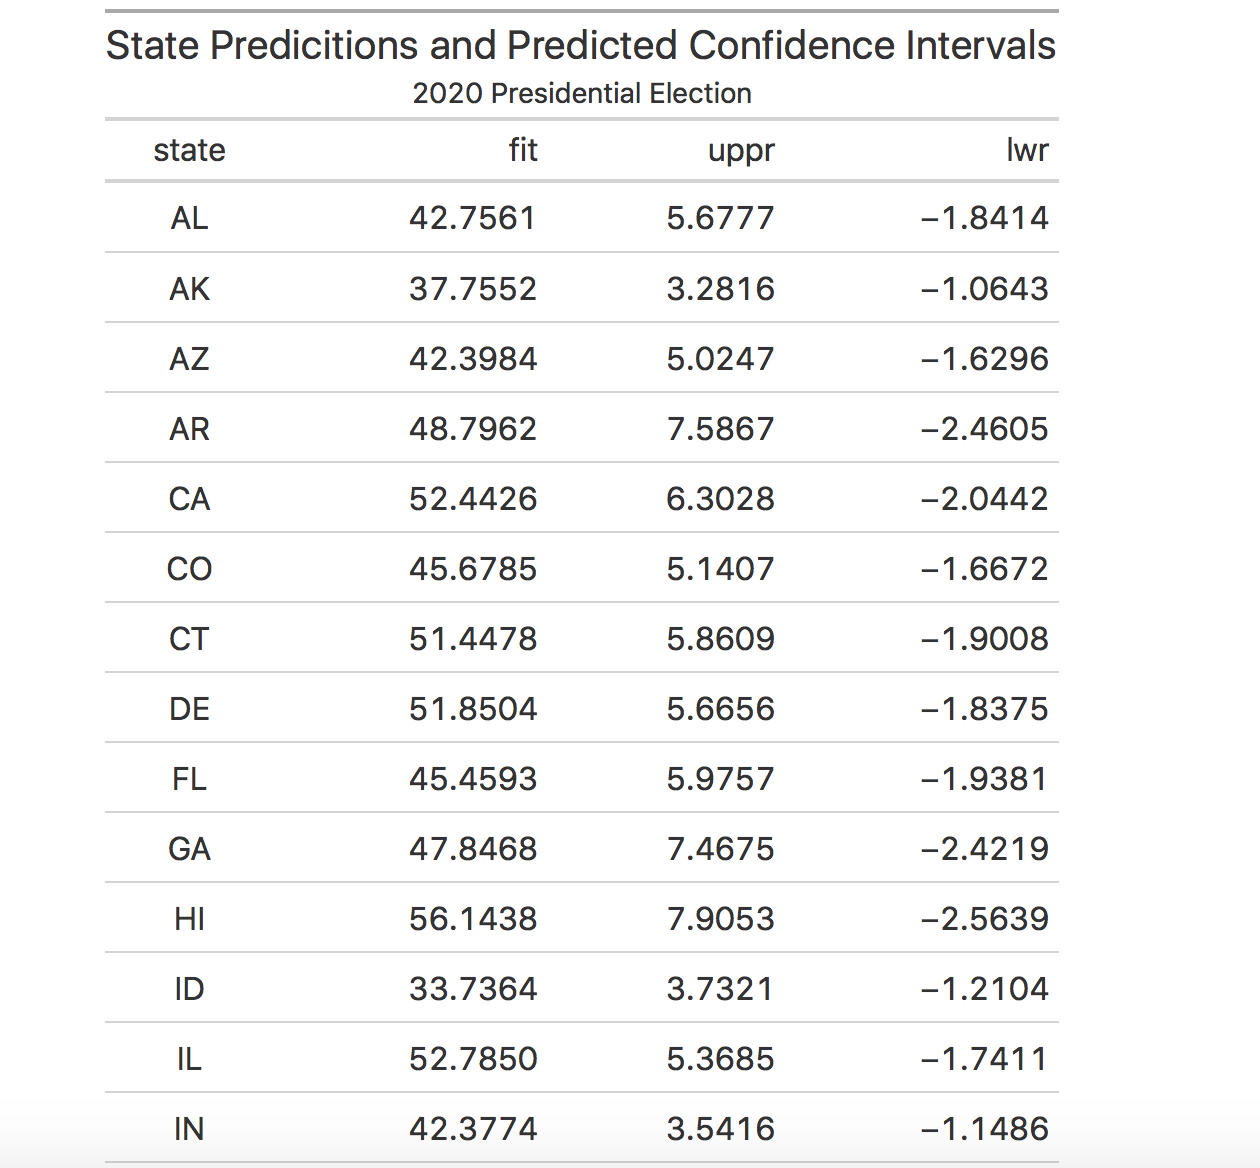 State Predicitions and Predicted Confidence Intervals
2020 Presidential Election
state fit uppr lwr
AL 42.7561 5.6777 −1.8414
AK 37.7552 3.2816 −1.0643
AZ 42.3984 5.0247 −1.6296
AR 48.7962 7.5867 −2.4605
CA 52.4426 6.3028 −2.0442
CO 45.6785 5.1407 −1.6672
CT 51.4478 5.8609 −1.9008
DE 51.8504 5.6656 −1.8375
FL 45.4593 5.9757 −1.9381
GA 47.8468 7.4675 −2.4219
HI 56.1438 7.9053 −2.5639
ID 33.7364 3.7321 −1.2104
IL 52.7850 5.3685 −1.7411
IN 42.3774 3.5416 −1.1486